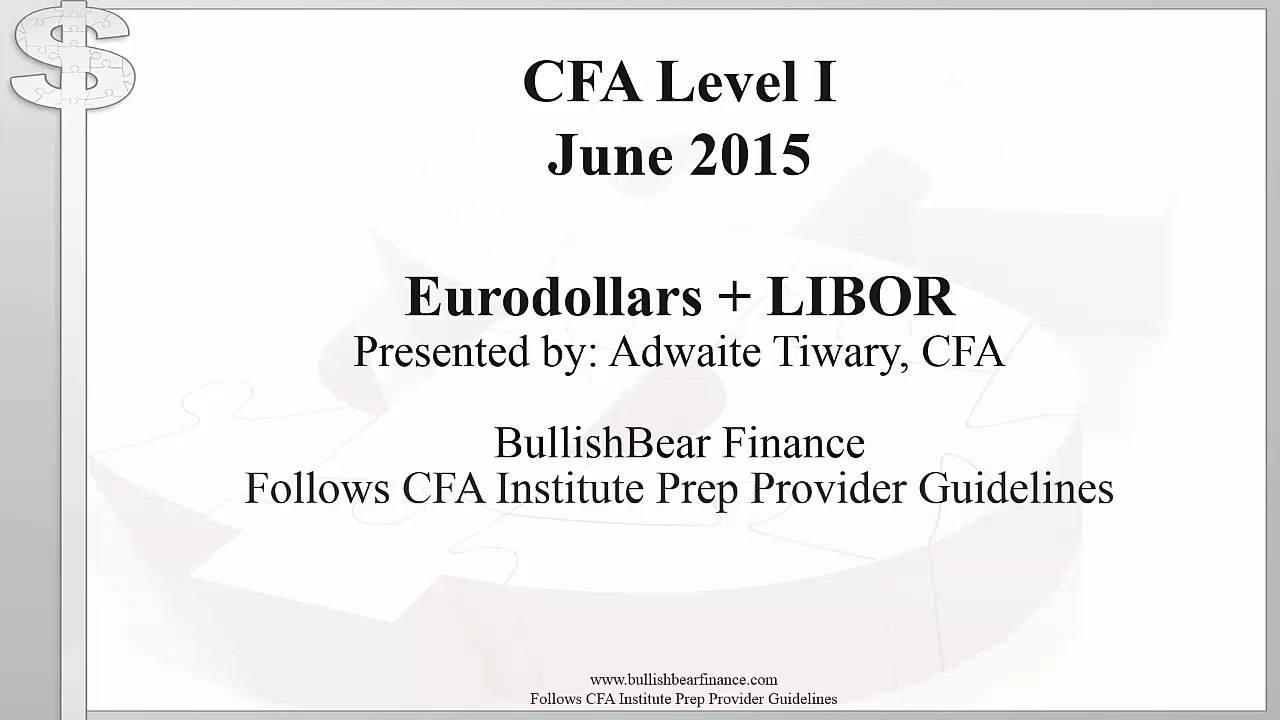 CFA Level I
June 2015
Eurodollars + LIBOR
Presented by: Adwaite Tiwary, CFA
BullishBear Finance
Follows CFA Institute Prep Provider Guidelines
www.bullishbearfinance.com
Follows CFA Institute Prep Provider Guidelines